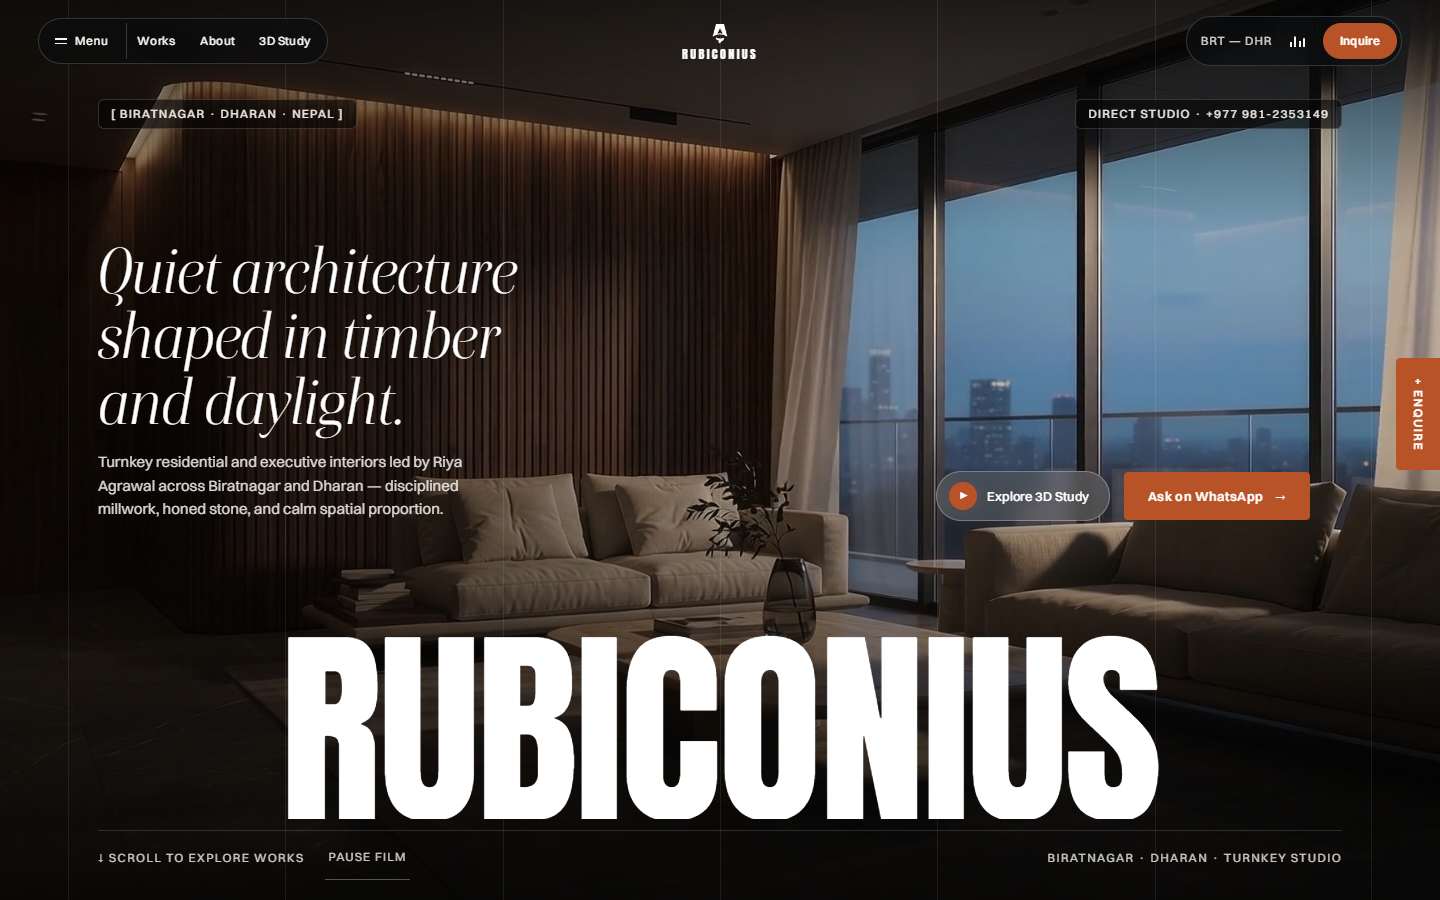 Menu Works About 3D Study
RUBICONIUS
BRT — DHR Inquire
[ BIRATNAGAR · DHARAN · NEPAL ]
DIRECT STUDIO · +977 981-2353149
Quiet architecture
shaped in timber
and daylight.
Turnkey residential and executive interiors led by Riya
Agrawal across Biratnagar and Dharan — disciplined
millwork, honed stone, and calm spatial proportion.
+ ENQUIRE
Explore 3D Study
Ask on WhatsApp →
RUBICONIUS
↓ SCROLL TO EXPLORE WORKS
PAUSE FILM
BIRATNAGAR · DHARAN · TURNKEY STUDIO